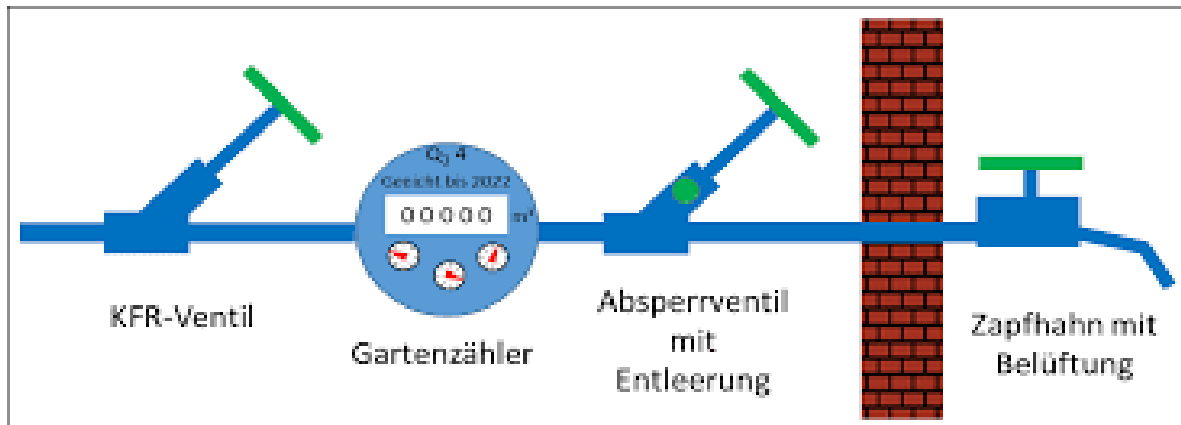 Q3 4
Geeicht bis 2022
00000 m³
KFR-Ventil
Gartenzähler
Absperrventil
mit
Entleerung
Zapfhahn mit
Belüftung